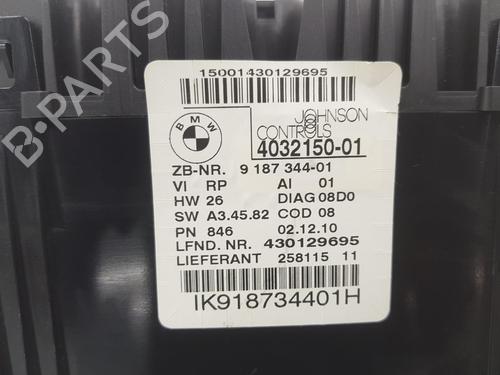 B-PARTS
15001430129695
BMW
JOHNSON
CONTROLS
4032150-01
ZB-NR. 9 187 344-01
VI RP AI 01
HW 26 DIAG 08D0
SW A3.45.82 COD 08
PN 846 02.12.10
LFND. NR. 430129695
LIEFERANT 258115 11
IK918734401H